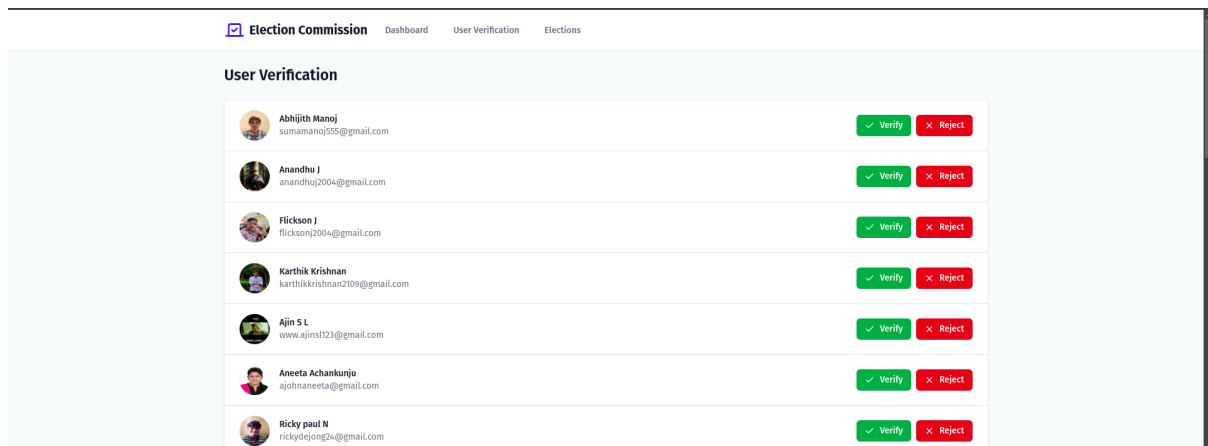 Election Commission Dashboard User Verification Elections
User Verification
Abhijith Manoj
sumamanoj555@gmail.com
Verify Reject
Anandhu J
anandhuj2004@gmail.com
Verify Reject
Flickson J
flicksonj2004@gmail.com
Verify Reject
Karthik Krishnan
karthikkrishnan2109@gmail.com
Verify Reject
Ajin S L
www.ajinsl123@gmail.com
Verify Reject
Aneeta Achankunju
ajohnaneeta@gmail.com
Verify Reject
Ricky paul N
rickydejong24@gmail.com
Verify Reject